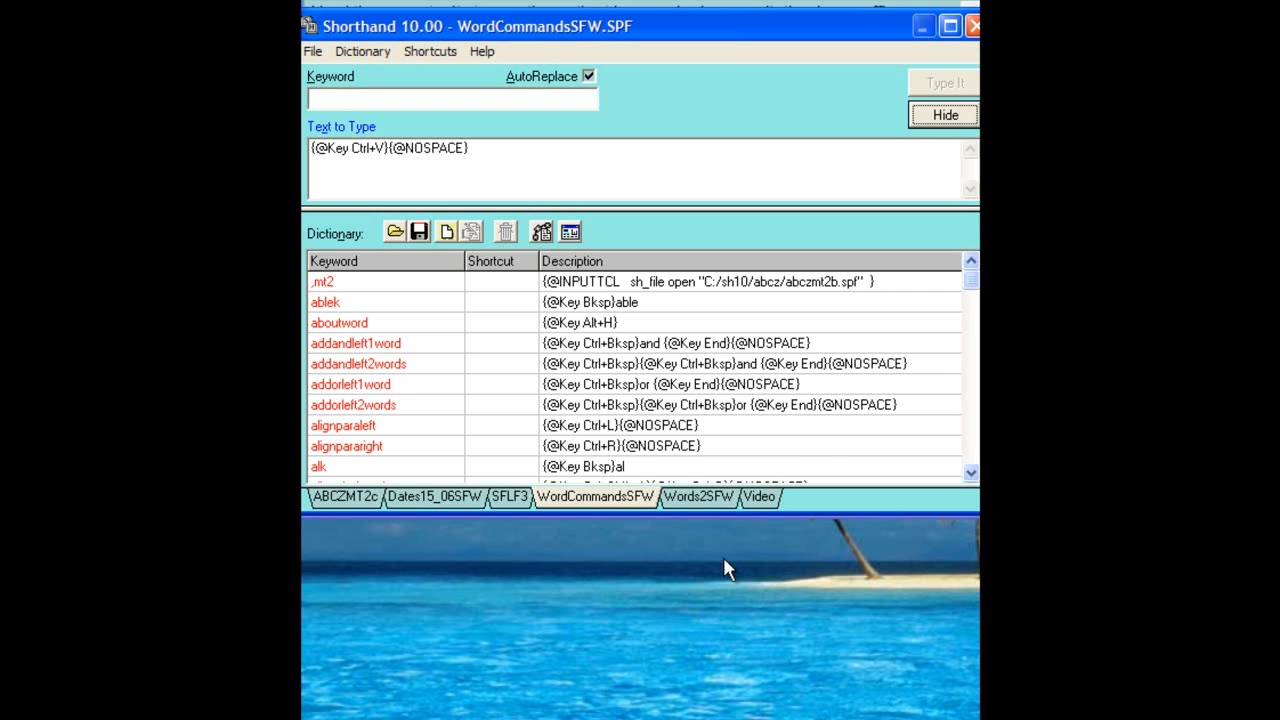 Shorthand 10.00 - WordCommandsSFW.SPF
File Dictionary Shortcuts Help
Keyword AutoReplace
Type It
Hide
Text to Type
{@Key Ctrl+V}{@NOSPACE}
Dictionary:
Keyword Shortcut Description
,mt2 {@INPUTTCL sh_file open "C:/sh10/abcz/abczmt2b.spf" }
ablek {@Key Bksp}able
aboutword {@Key Alt+H}
addandleft1word {@Key Ctrl+Bksp}and {@Key End}{@NOSPACE}
addandleft2words {@Key Ctrl+Bksp}{@Key Ctrl+Bksp}and {@Key End}{@NOSPACE}
addorleft1word {@Key Ctrl+Bksp}or {@Key End}{@NOSPACE}
addorleft2words {@Key Ctrl+Bksp}{@Key Ctrl+Bksp}or {@Key End}{@NOSPACE}
alignparaleft {@Key Ctrl+L}{@NOSPACE}
alignpararight {@Key Ctrl+R}{@NOSPACE}
alk {@Key Bksp}al
ABCZMT2c Dates15_06SFW SFLF3 WordCommandsSFW Words2SFW Video